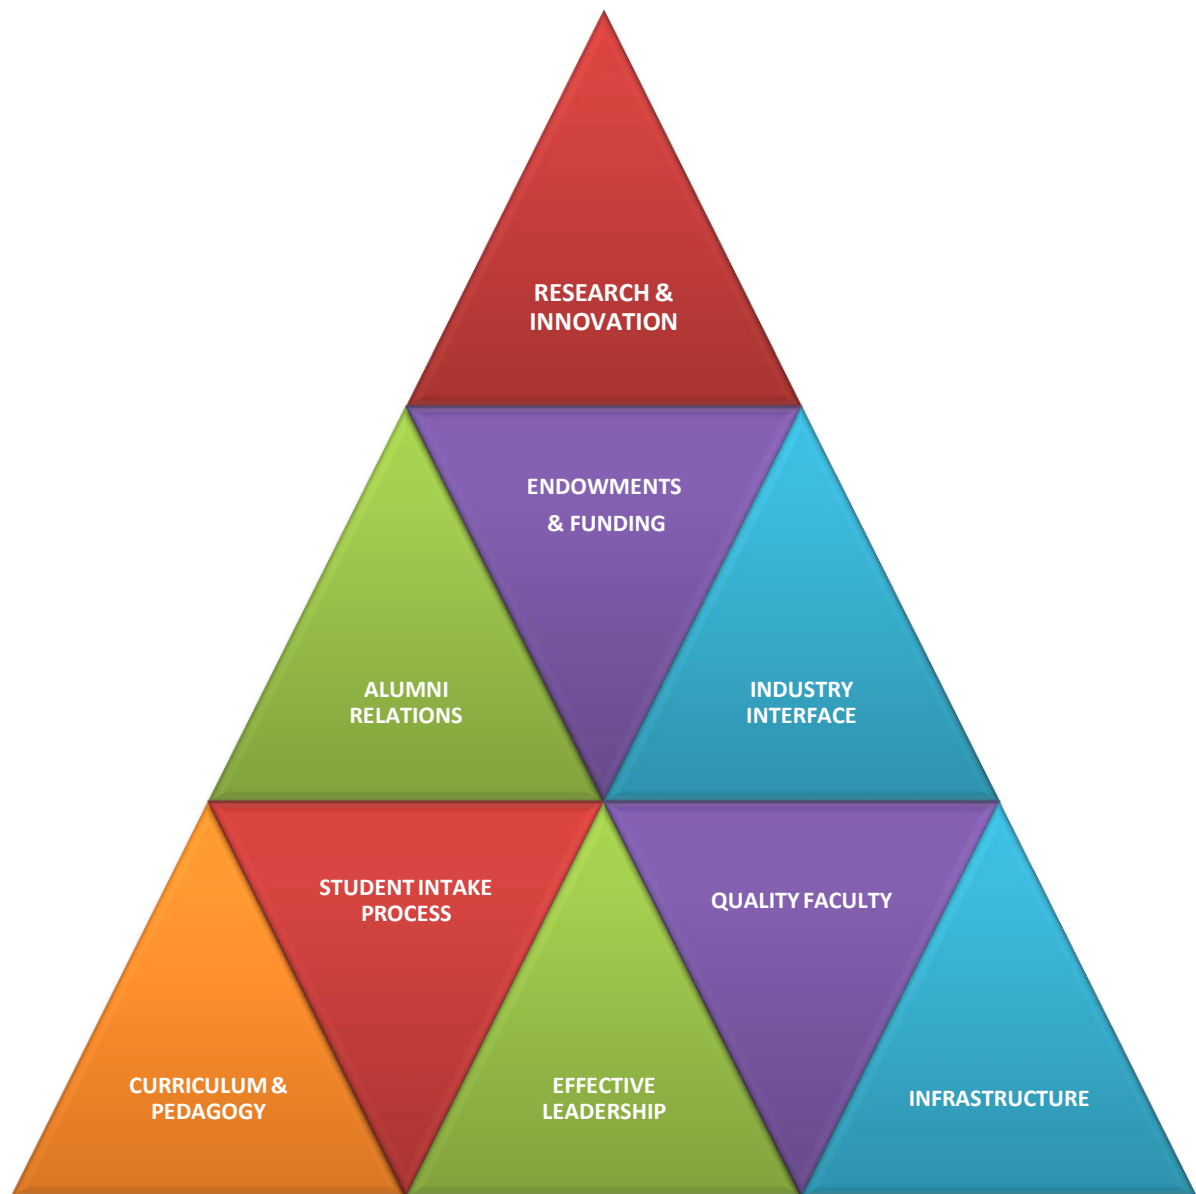 RESEARCH &
INNOVATION
ENDOWMENTS
& FUNDING
ALUMNI
RELATIONS
INDUSTRY
INTERFACE
STUDENT INTAKE
PROCESS
QUALITY FACULTY
CURRICULUM &
PEDAGOGY
EFFECTIVE
LEADERSHIP
INFRASTRUCTURE